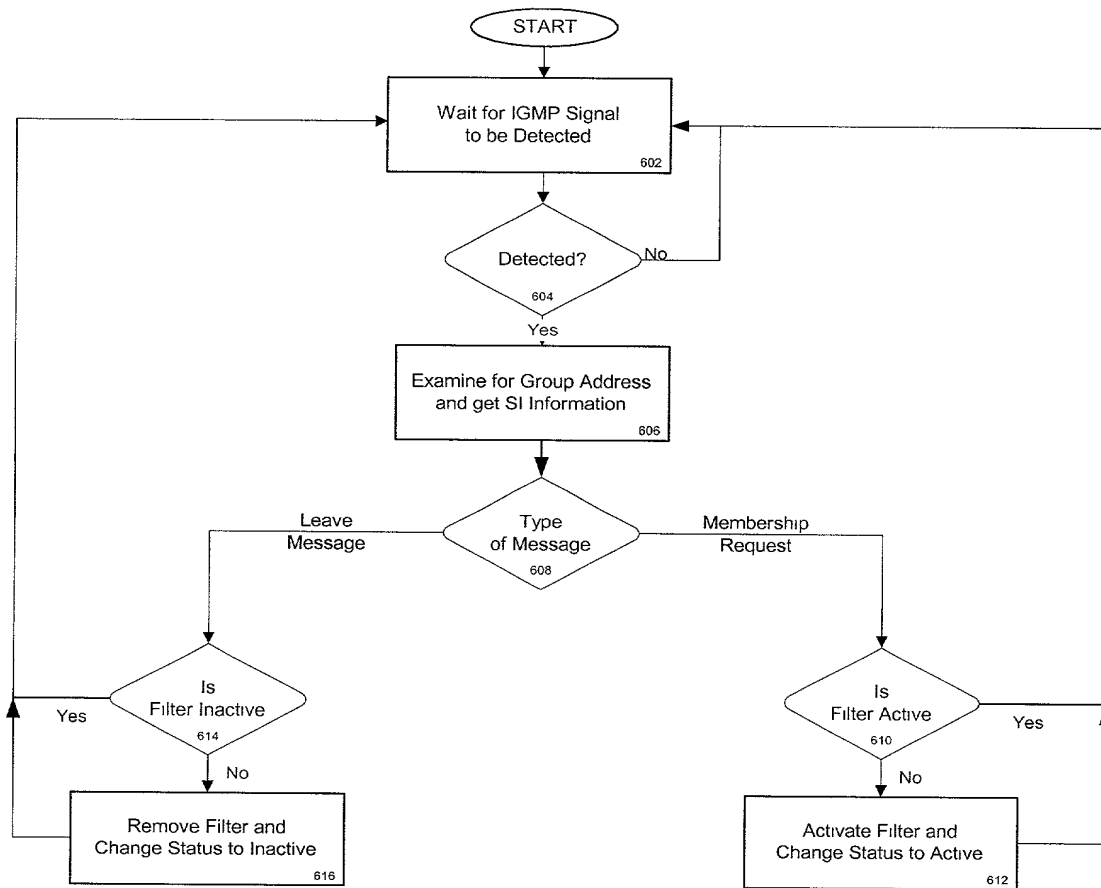 START
Wait for IGMP Signal
to be Detected
602
Detected?
No
604
Yes
Examine for Group Address
and get SI Information
606
Leave
Message
Type
of Message
608
Membership
Request
Is
Filter Inactive
614
Yes
No
Is
Filter Active
610
Yes
No
Remove Filter and
Change Status to Inactive
616
Activate Filter and
Change Status to Active
612